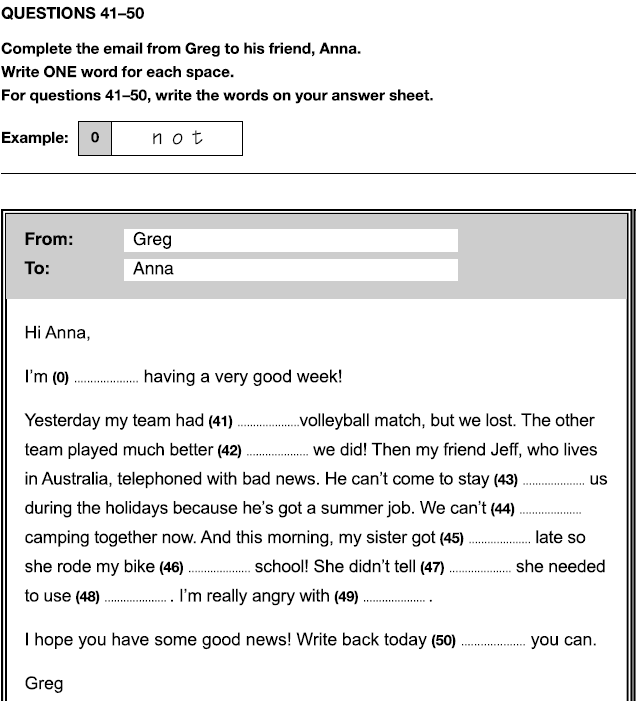 QUESTIONS 41–50
Complete the email from Greg to his friend, Anna.
Write ONE word for each space.
For questions 41–50, write the words on your answer sheet.
Example: 0 not
From: Greg
To: Anna
Hi Anna,
I'm (0) ..................... having a very good week!
Yesterday my team had (41) ....................volleyball match, but we lost. The other
team played much better (42) .................... we did! Then my friend Jeff, who lives
in Australia, telephoned with bad news. He can't come to stay (43) .................... us
during the holidays because he's got a summer job. We can't (44) ....................
camping together now. And this morning, my sister got (45) .................... late so
she rode my bike (46) .................... school! She didn't tell (47) .................... she needed
to use (48) .................... . I'm really angry with (49) .................... .
I hope you have some good news! Write back today (50) .................... you can.
Greg